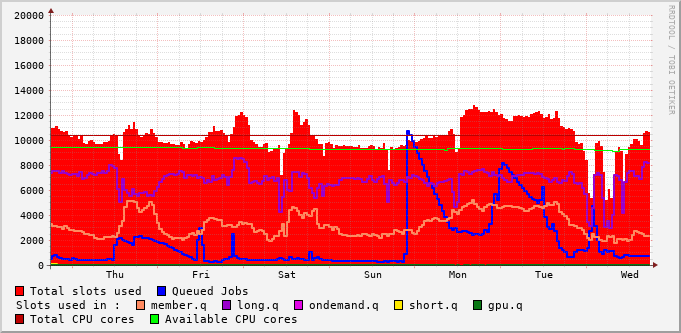 20000
18000
16000
14000
12000
10000
8000
6000
4000
2000
0
Thu Fri Sat Sun Mon Tue Wed
Total slots used Queued Jobs
Slots used in : member.q long.q ondemand.q short.q gpu.q
Total CPU cores Available CPU cores
RRDTOOL / TOBI OETIKER